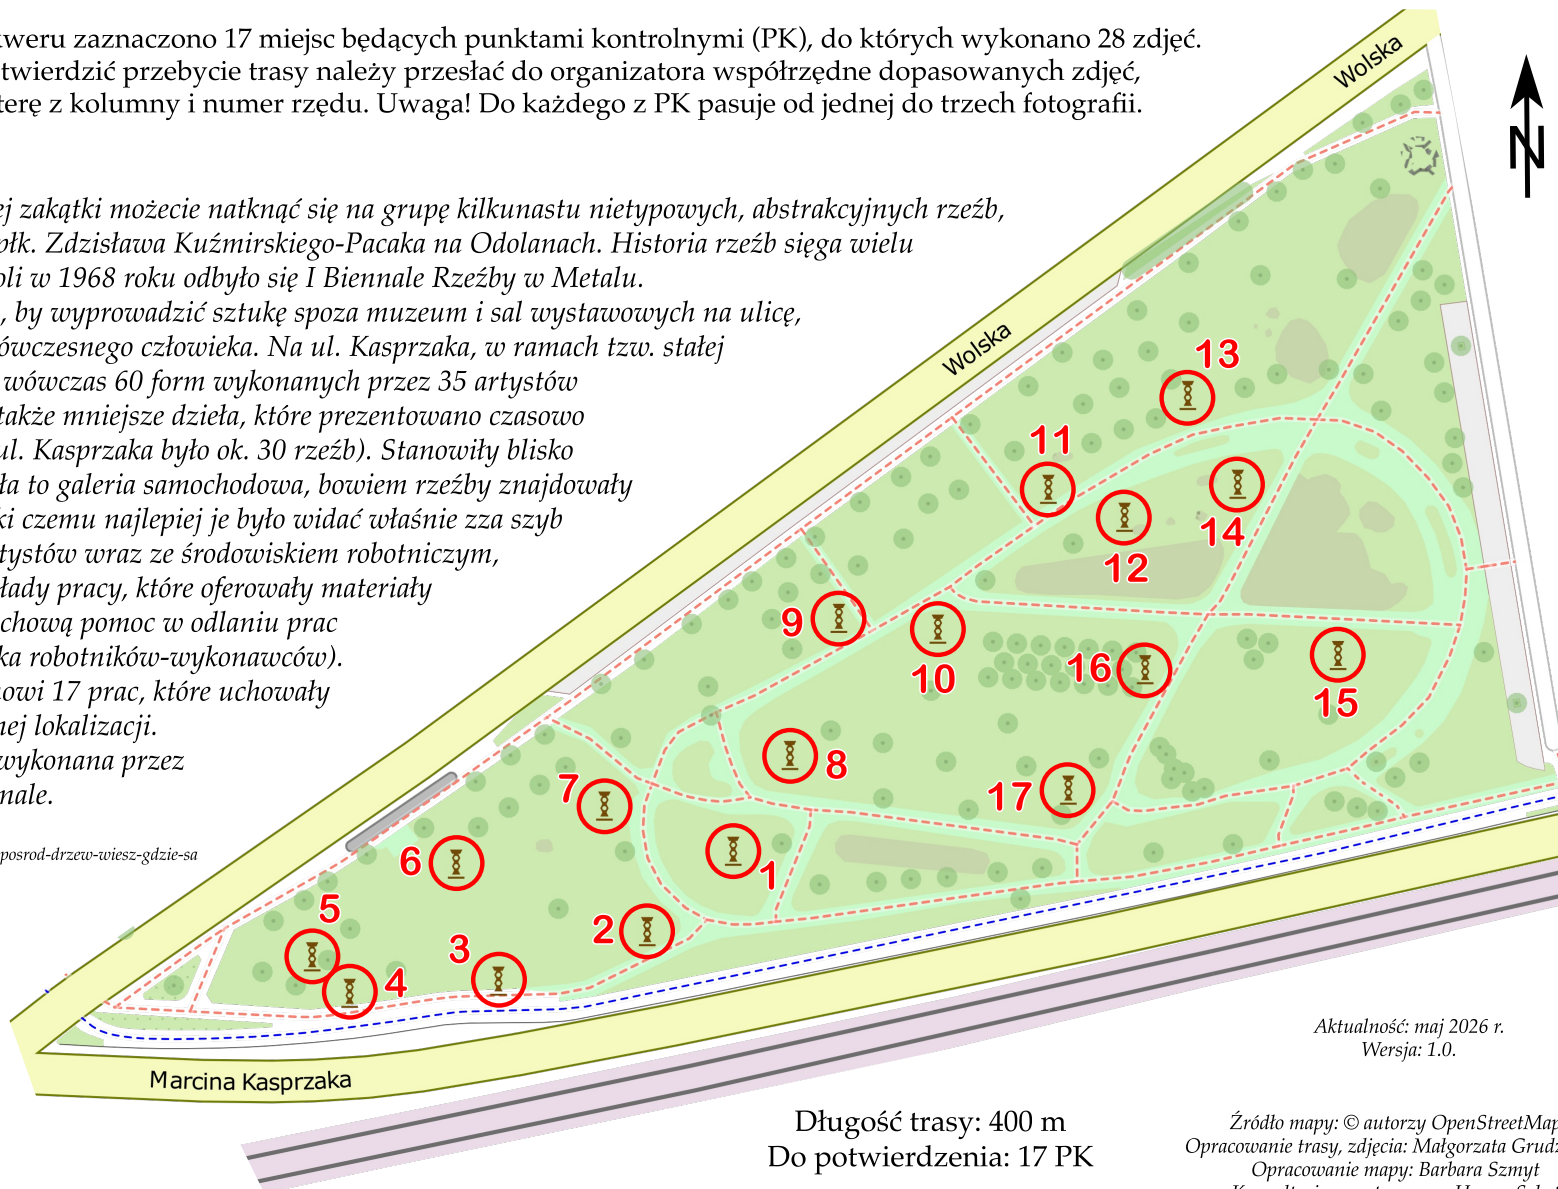 kweru zaznaczono 17 miejsc będących punktami kontrolnymi (PK), do których wykonano 28 zdjęć.
twierdzić przebycie trasy należy przesłać do organizatora współrzędne dopasowanych zdjęć,
terę z kolumny i numer rzędu. Uwaga! Do każdego z PK pasuje od jednej do trzech fotografii.
ej zakątki możecie natknąć się na grupę kilkunastu nietypowych, abstrakcyjnych rzeźb,
płk. Zdzisława Kuźmirskiego-Pacaka na Odolanach. Historia rzeźb sięga wielu
oli w 1968 roku odbyło się I Biennale Rzeźby w Metalu.
, by wyprowadzić sztukę spoza muzeum i sal wystawowych na ulicę,
ówczesnego człowieka. Na ul. Kasprzaka, w ramach tzw. stałej
wówczas 60 form wykonanych przez 35 artystów
także mniejsze dzieła, które prezentowano czasowo
ul. Kasprzaka było ok. 30 rzeźb). Stanowiły blisko
ła to galeria samochodowa, bowiem rzeźby znajdowały
ki czemu najlepiej je było widać właśnie zza szyb
tystów wraz ze środowiskiem robotniczym,
łady pracy, które oferowały materiały
chową pomoc w odlaniu prac
ka robotników-wykonawców).
nowi 17 prac, które uchowały
nej lokalizacji.
wykonana przez
nale.
posrod-drzew-wiesz-gdzie-sa
Wolska
Wolska
N
13
11
14
12
9
10
16
15
8
7
17
6
1
5
2
3
4
Marcina Kasprzaka
Aktualność: maj 2026 r.
Wersja: 1.0.
Długość trasy: 400 m
Do potwierdzenia: 17 PK
Źródło mapy: © autorzy OpenStreetMap
Opracowanie trasy, zdjęcia: Małgorzata Grudz
Opracowanie mapy: Barbara Szmyt